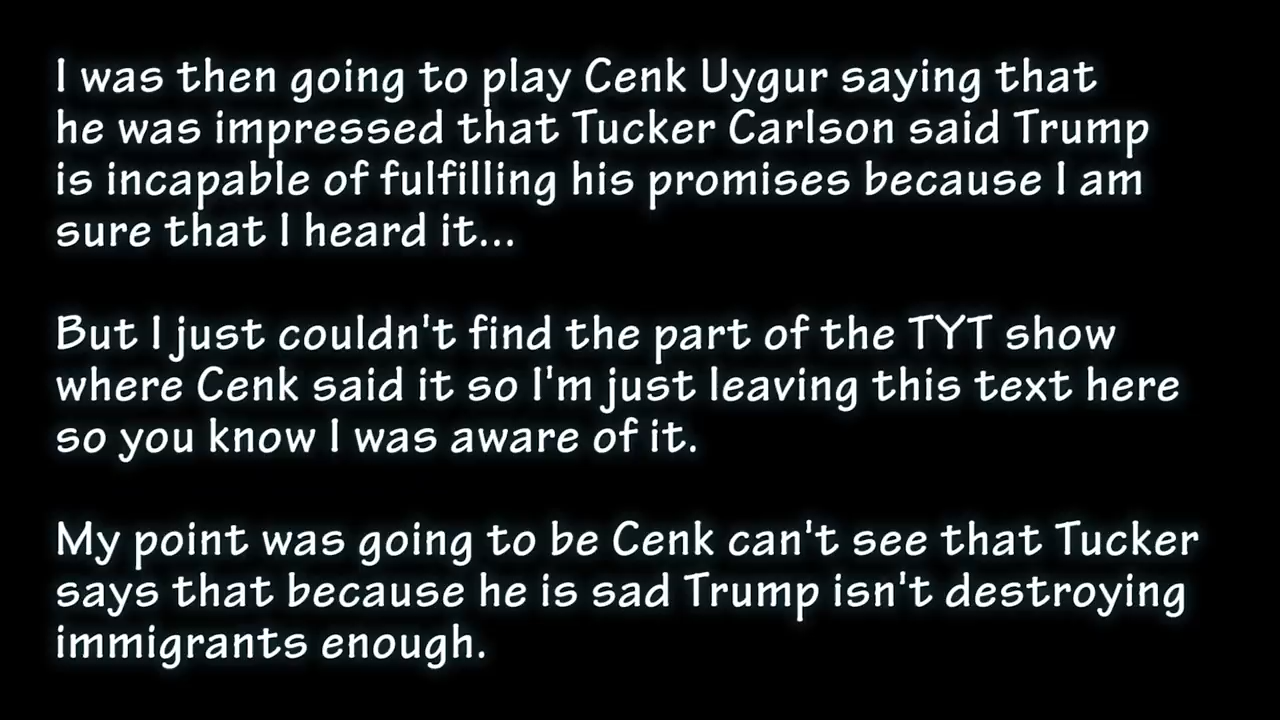 I was then going to play Cenk Uygur saying that
he was impressed that Tucker Carlson said Trump
is incapable of fulfilling his promises because I am
sure that I heard it...
But I just couldn't find the part of the TYT show
where Cenk said it so I'm just leaving this text here
so you know I was aware of it.
My point was going to be Cenk can't see that Tucker
says that because he is sad Trump isn't destroying
immigrants enough.